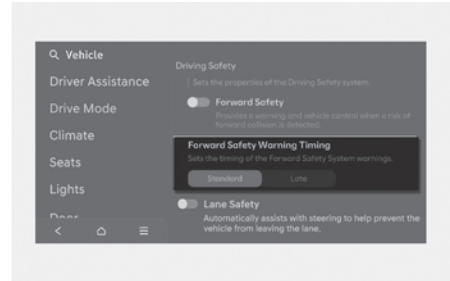 Vehicle
Driver Assistance
Drive Mode
Climate
Seats
Lights
Door
Driving Safety
Sets the properties of the Driving Safety system.
Forward Safety
Provides a warning and vehicle control when a risk of
forward collision is detected.
Forward Safety Warning Timing
Sets the timing of the Forward Safety System warnings.
Standard
Late
Lane Safety
Automatically assists with steering to help prevent the
vehicle from leaving the lane.